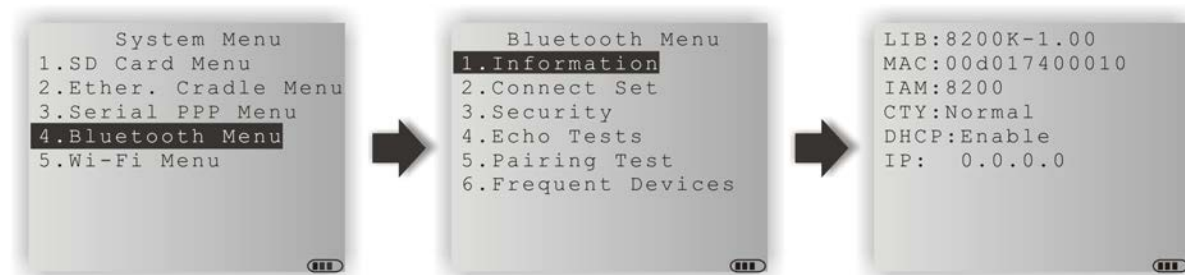 System Menu
1.SD Card Menu
2.Ether. Cradle Menu
3.Serial PPP Menu
4.Bluetooth Menu
5.Wi-Fi Menu
Bluetooth Menu
1.Information
2.Connect Set
3.Security
4.Echo Tests
5.Pairing Test
6.Frequent Devices
LIB:8200K-1.00
MAC:00d017400010
IAM:8200
CTY:Normal
DHCP:Enable
IP: 0.0.0.0